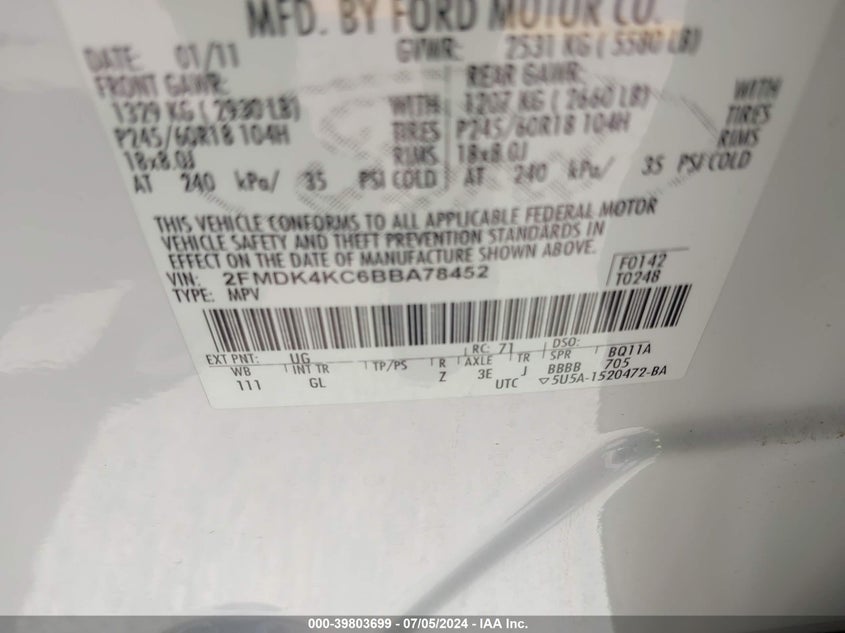 MFD. BY FORD MOTOR CO.
DATE: 01/11 GVWR: 2531 KG ( 5580 LB)
FRONT GAWR: REAR GAWR:
1329 KG ( 2930 LB) WITH 1207 KG ( 2660 LB) WITH
P245/60R18 104H TIRES P245/60R18 104H TIRES
18x8.0J RIMS 18x8.0J RIMS
AT 240 kPa/ 35 PSI COLD AT 240 kPa/ 35 PSI COLD
THIS VEHICLE CONFORMS TO ALL APPLICABLE FEDERAL MOTOR
VEHICLE SAFETY AND THEFT PREVENTION STANDARDS IN
EFFECT ON THE DATE OF MANUFACTURE SHOWN ABOVE.
VIN: 2FMDK4KC6BBA78452 F0142
TYPE: MPV T0248
EXT PNT: UG RC: 71 DSO:
WB INT TR TP/PS R AXLE TR SPR BQ11A
111 GL Z 3E J BBBB 705
UTC ▽5U5A-1520472-BA
000-39803699 - 07/05/2024 - IAA Inc.